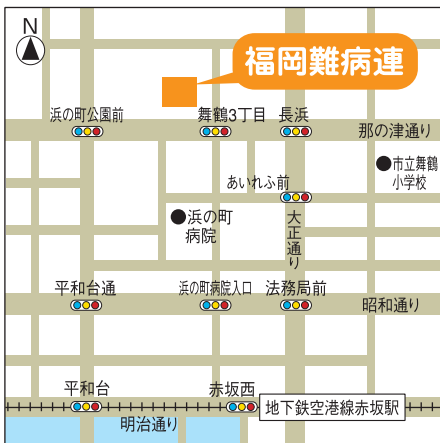 N
福岡難病連
浜の町公園前
舞鶴3丁目
長浜
那の津通り
市立舞鶴
小学校
あいれふ前
浜の町
病院
大正通り
平和台通
浜の町病院入口
法務局前
昭和通り
平和台
赤坂西
地下鉄空港線赤坂駅
明治通り